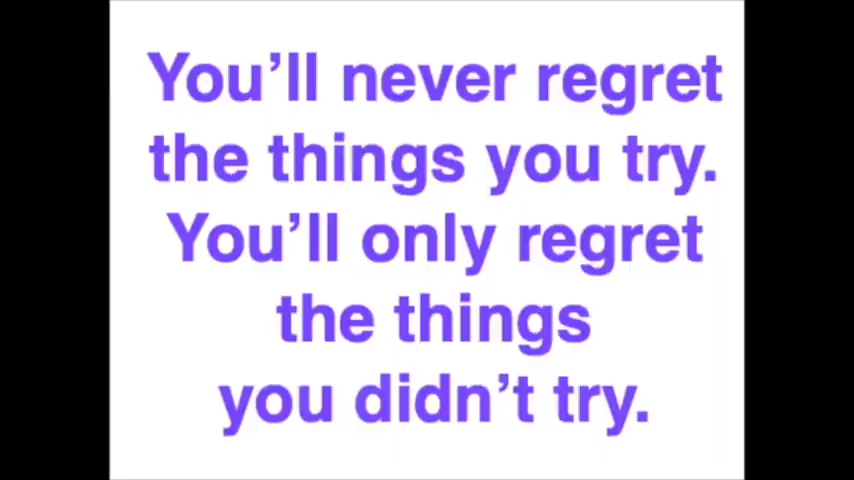 You’ll never regret
the things you try.
You’ll only regret
the things
you didn’t try.